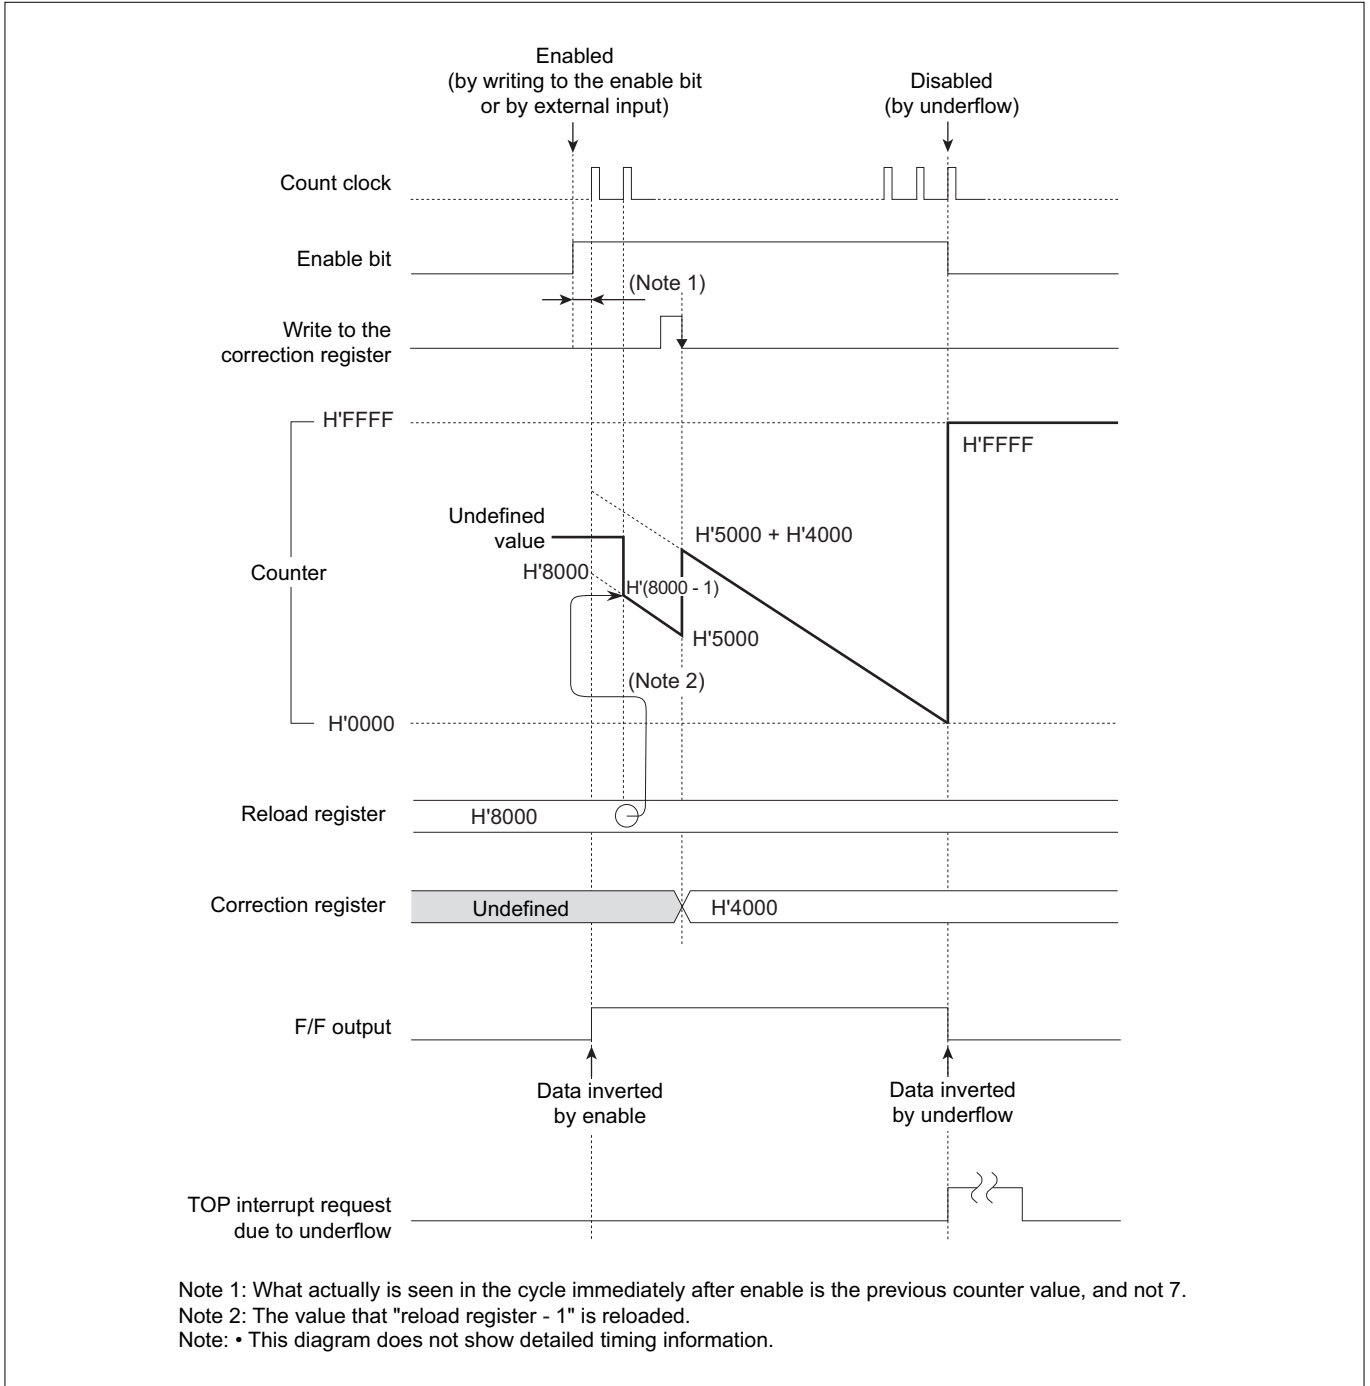 Enabled
(by writing to the enable bit
or by external input)
Disabled
(by underflow)
Count clock
Enable bit
(Note 1)
Write to the
correction register
H'FFFF
H'FFFF
Undefined
value
H'5000 + H'4000
Counter
H'8000
H'(8000 - 1)
H'5000
(Note 2)
H'0000
Reload register
H'8000
Correction register
Undefined
H'4000
F/F output
Data inverted
by enable
Data inverted
by underflow
TOP interrupt request
due to underflow
Note 1: What actually is seen in the cycle immediately after enable is the previous counter value, and not 7.
Note 2: The value that "reload register - 1" is reloaded.
Note: • This diagram does not show detailed timing information.